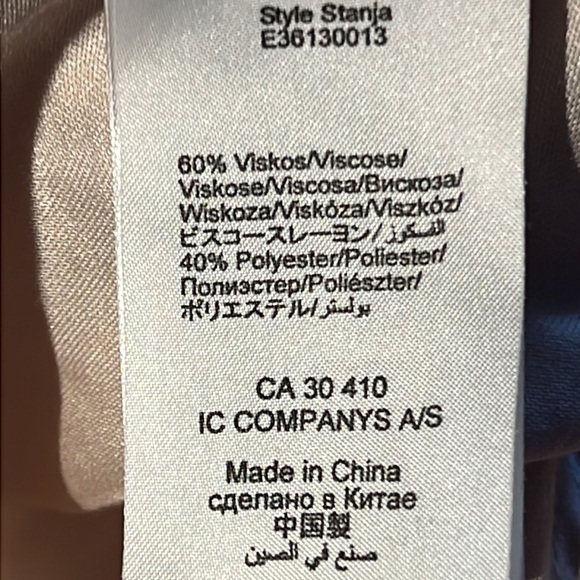 Style Stanja
E36130013
60% Viskos/Viscose/
Viskose/Viscosa/Вискоза/
Wiskoza/Viskóza/Viszkóz/
ビスコースレーヨン/الفسكوز
40% Polyester/Poliester/
Полиэстер/Poliészter/
ポリエステル/بولستر
CA 30 410
IC COMPANYS A/S
Made in China
сделано в Китае
中国製
صنع في الصين